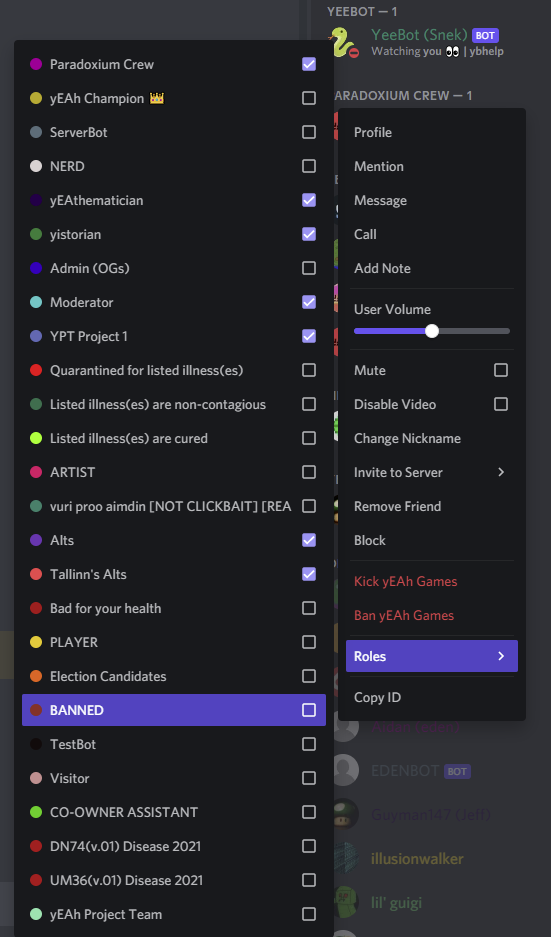 YEEBOT — 1
YeeBot (Snek) BOT
Watching you 👀 | ybhelp
ARADOXIUM CREW — 1
Paradoxium Crew
yEAh Champion 👑
ServerBot
NERD
yEAthematician
yistorian
Admin (OGs)
Moderator
YPT Project 1
Quarantined for listed illness(es)
Listed illness(es) are non-contagious
Listed illness(es) are cured
ARTIST
vuri proo aimdin [NOT CLICKBAIT] [REA
Alts
Tallinn's Alts
Bad for your health
PLAYER
Election Candidates
BANNED
TestBot
Visitor
CO-OWNER ASSISTANT
DN74(v.01) Disease 2021
UM36(v.01) Disease 2021
yEAh Project Team
Profile
Mention
Message
Call
Add Note
User Volume
Mute
Disable Video
Change Nickname
Invite to Server
Remove Friend
Block
Kick yEAh Games
Ban yEAh Games
Roles
Copy ID
EDENBOT BOT
Guyman147 (Jeff)
illusionwalker
lil' guigi